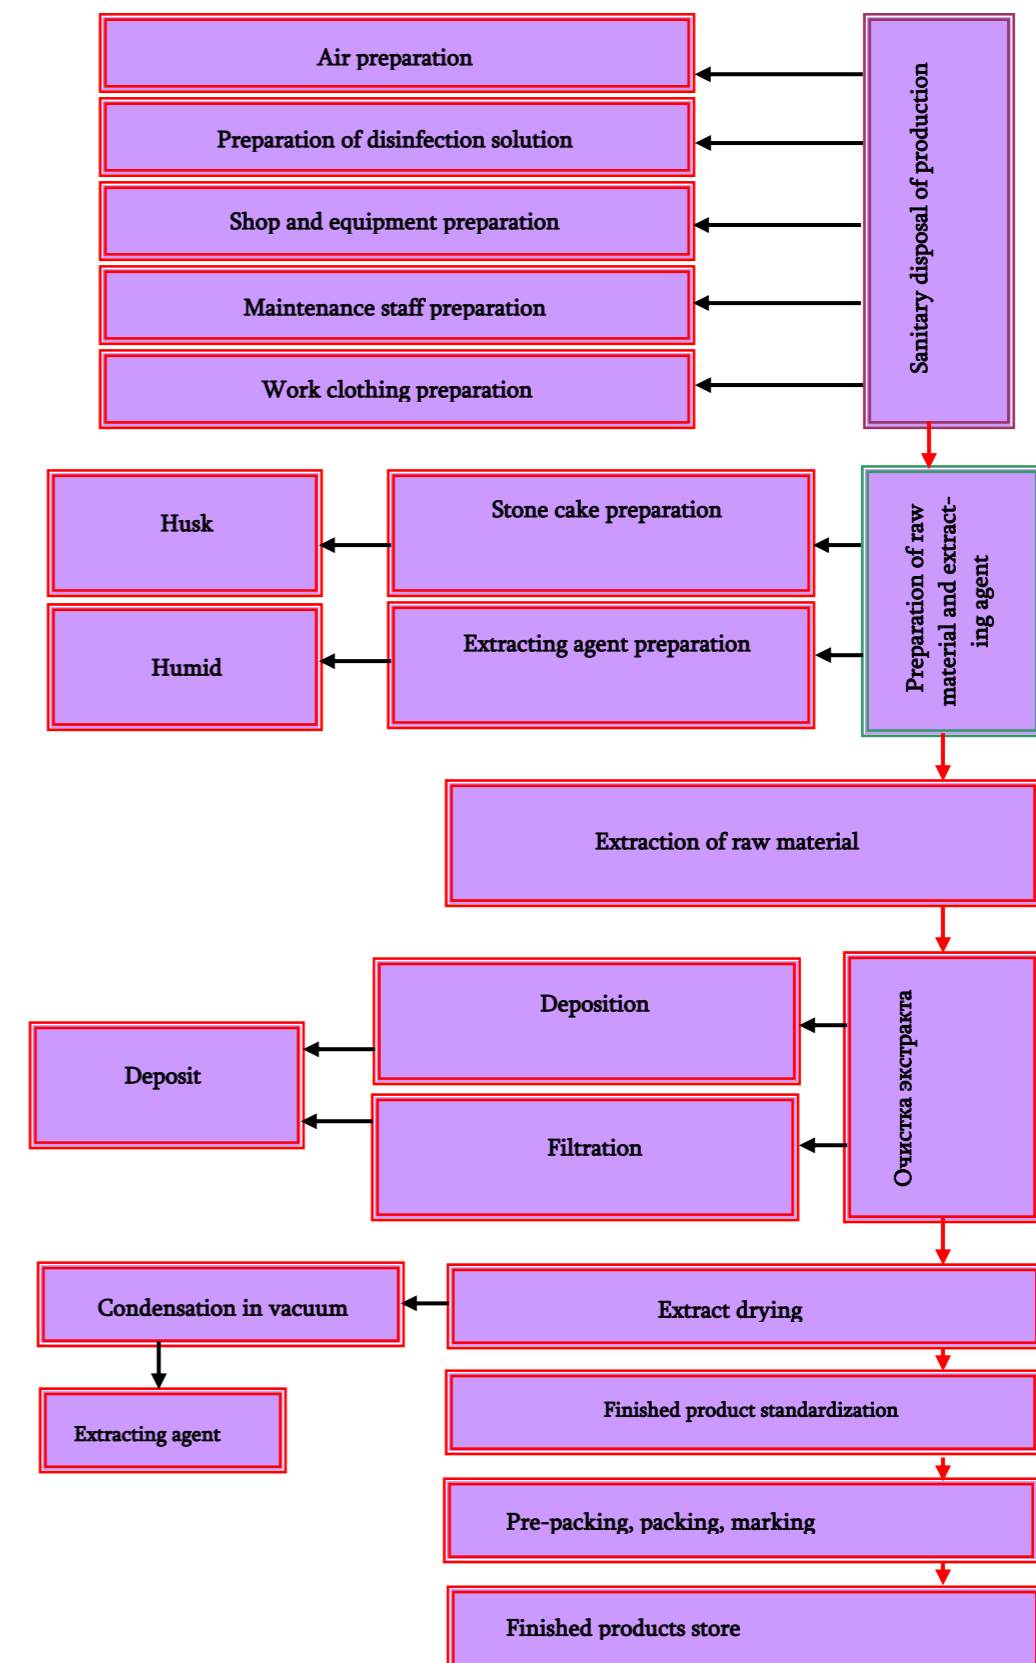 Air preparation
Preparation of disinfection solution
Shop and equipment preparation
Maintenance staff preparation
Work clothing preparation
Sanitary disposal of production
Husk
Stone cake preparation
Humid
Extracting agent preparation
Preparation of raw
material and extract-
ing agent
Extraction of raw material
Deposition
Deposit
Filtration
Очистка экстракта
Condensation in vacuum
Extract drying
Extracting agent
Finished product standardization
Pre-packing, packing, marking
Finished products store